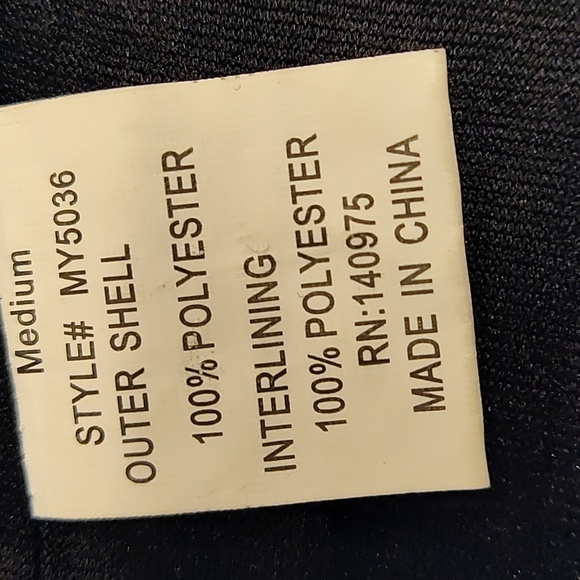 Medium
STYLE# MY5036
OUTER SHELL
100% POLYESTER
INTERLINING
100% POLYESTER
RN:140975
MADE IN CHINA